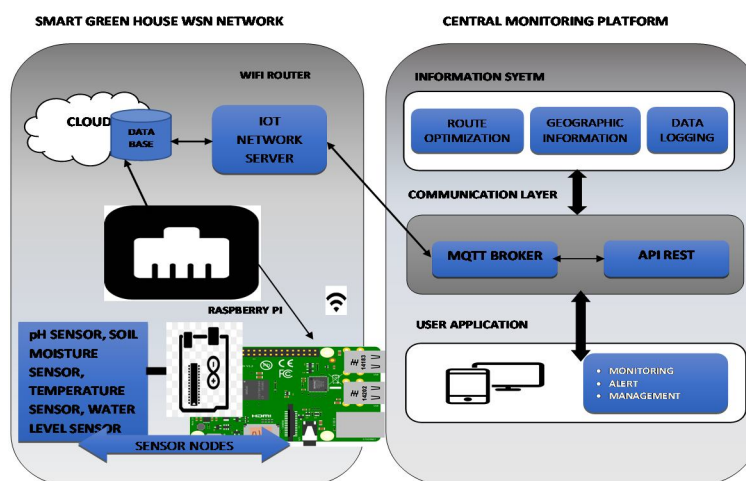 SMART GREEN HOUSE WSN NETWORK
CENTRAL MONITORING PLATFORM
WIFI ROUTER
CLOUD
DATA
BASE
IOT
NETWORK
SERVER
INFORMATION SYETM
ROUTE
OPTIMIZATION
GEOGRAPHIC
INFORMATION
DATA
LOGGING
COMMUNICATION LAYER
MQTT BROKER
API REST
RASPBERRY PI
pH SENSOR, SOIL
MOISTURE
SENSOR,
TEMPERATURE
SENSOR, WATER
LEVEL SENSOR
SENSOR NODES
HDMI
USER APPLICATION
• MONITORING
• ALERT
• MANAGEMENT